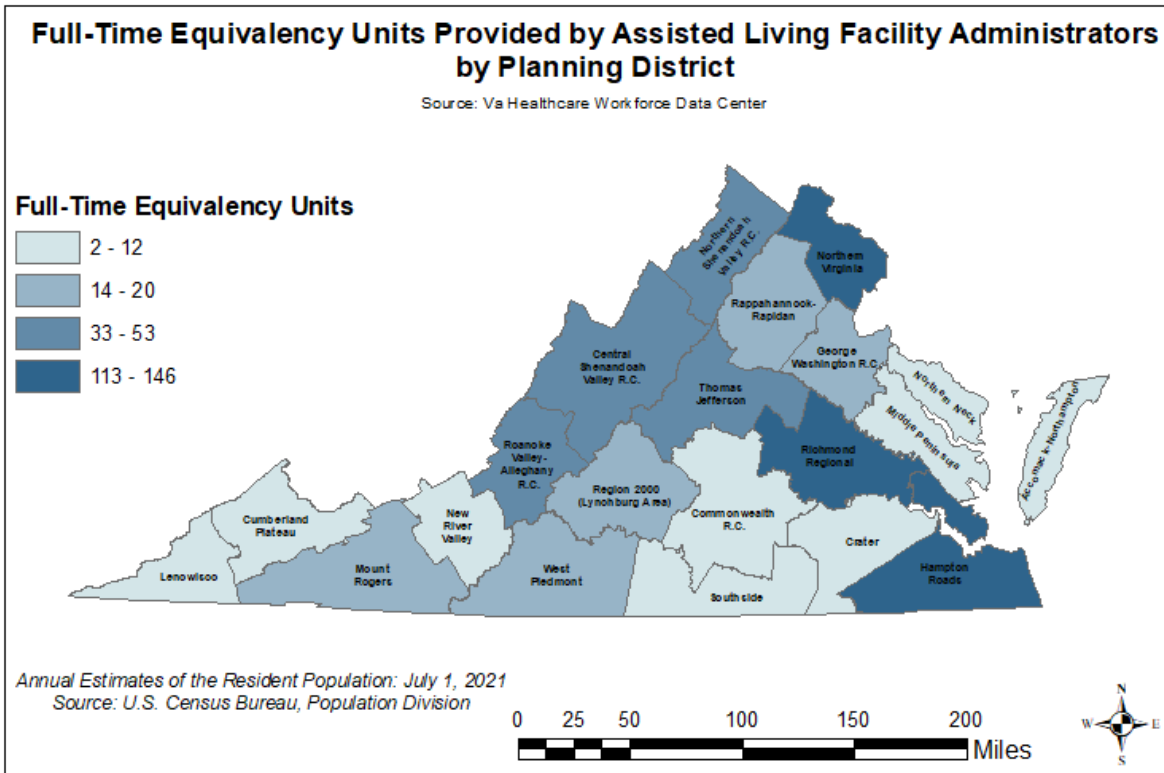 Full-Time Equivalency Units Provided by Assisted Living Facility Administrators
by Planning District
Source: Va Healthcare Workforce Data Center
Full-Time Equivalency Units
2 - 12
14 - 20
33 - 53
113 - 146
Northern
Shenandoah
Valley R.C.
Northern
Virginia
Rappahannock-
Rapidan
George
Washington R.C.
Central
Shenandoah
Valley R.C.
Thomas
Jefferson
Northern Neck
Middle Peninsula
Accomack-Northampton
Roanoke
Valley-
Alleghany
R.C.
Richmond
Regional
Region 2000
(Lynchburg Area)
Commonwealth
R.C.
New
River
Valley
Cumberland
Plateau
Crater
Lenowisco
Mount
Rogers
West
Piedmont
Southside
Hampton
Roads
Annual Estimates of the Resident Population: July 1, 2021
Source: U.S. Census Bureau, Population Division
0 25 50 100 150 200
Miles
N
W E
S